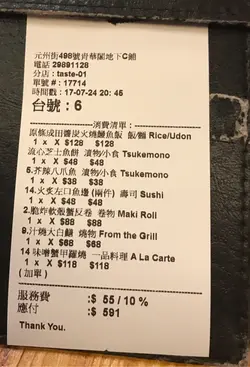 元州街498號青華閣地下C鋪
電話 29891128
分店 : taste-01
單號# : 17714
時間戳 : 17-07-24 20: 45
台號 : 6
消費清單 :
原條成田醬炭火燒鰻魚飯 飯/麵 Rice/Udon
1 x X $128 $128
流心芝士魚餅 漬物/小食 Tsukemono
1 x X $48 $48
5.芥辣八爪魚 漬物/小食 Tsukemono
1 x X $38 $38
14.火炙左口魚邊(兩件) 壽司 Sushi
1 x X $48 $48
2.脆炸軟殼蟹反卷 卷物 Maki Roll
1 x X $88 $88
9.汁燒大白鱔 燒物 From the Grill
1 x X $68 $68
14 味噌蟹甲羅燒 一品料理 A La Carte
1 x X $118 $118
(加單)
服務費 :$ 55 / 10 %
應付 :$ 591
Thank You.